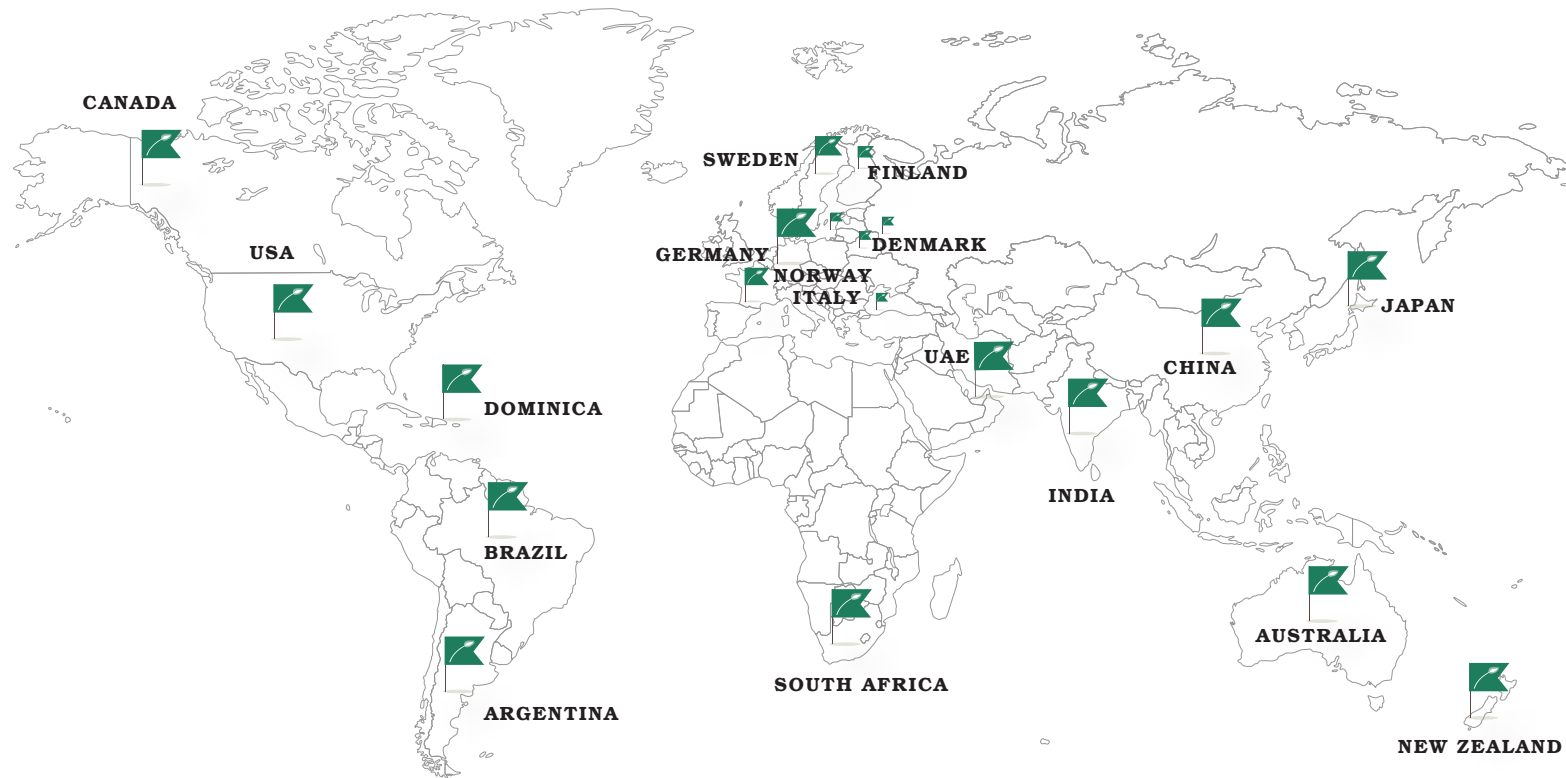 CANADA
SWEDEN
FINLAND
USA
DENMARK
GERMANY
NORWAY
ITALY
JAPAN
UAE
CHINA
DOMINICA
INDIA
BRAZIL
AUSTRALIA
SOUTH AFRICA
ARGENTINA
NEW ZEALAND